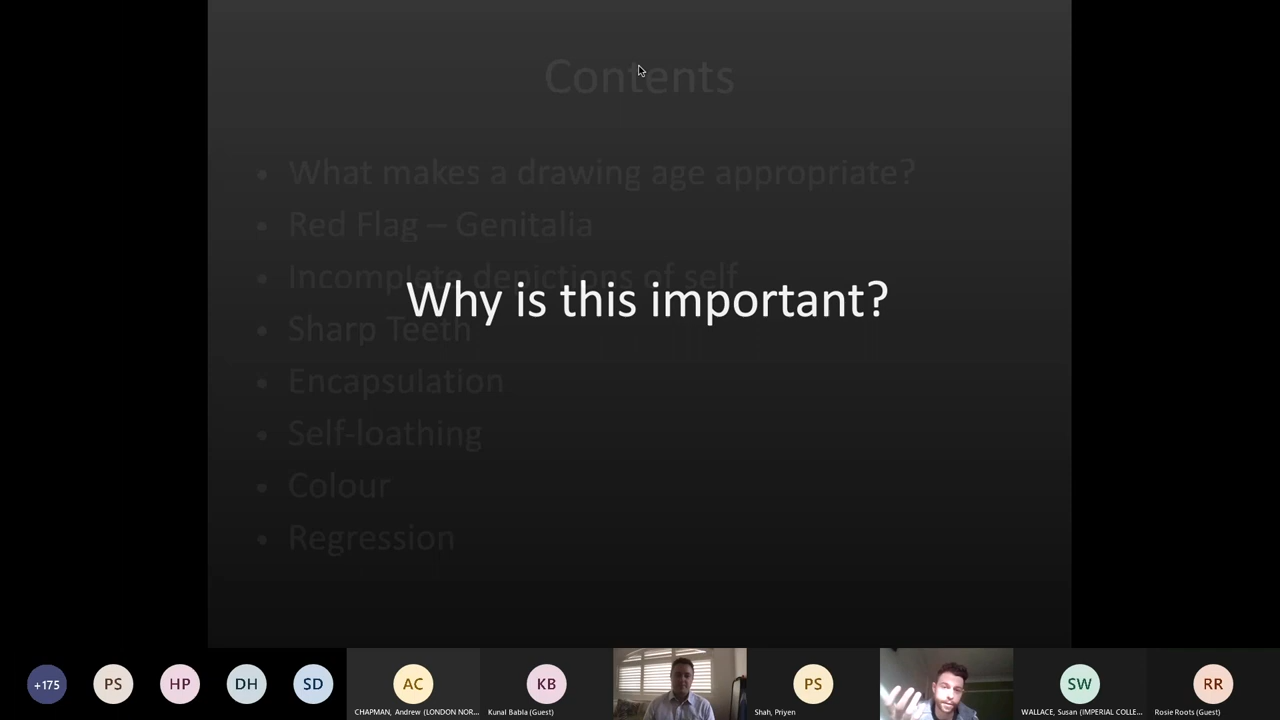 Contents
• What makes a drawing age appropriate?
• Red Flag – Genitalia
• Incomplete depictions of self
Why is this important?
• Sharp Teeth
• Encapsulation
• Self-loathing
• Colour
• Regression
+175
PS
HP
DH
SD
AC
KB
PS
SW
RR
CHAPMAN, Andrew (LONDON NOR...
Kunal Babla (Guest)
Shah, Priyen
WALLACE, Susan (IMPERIAL COLLE...
Rosie Roots (Guest)